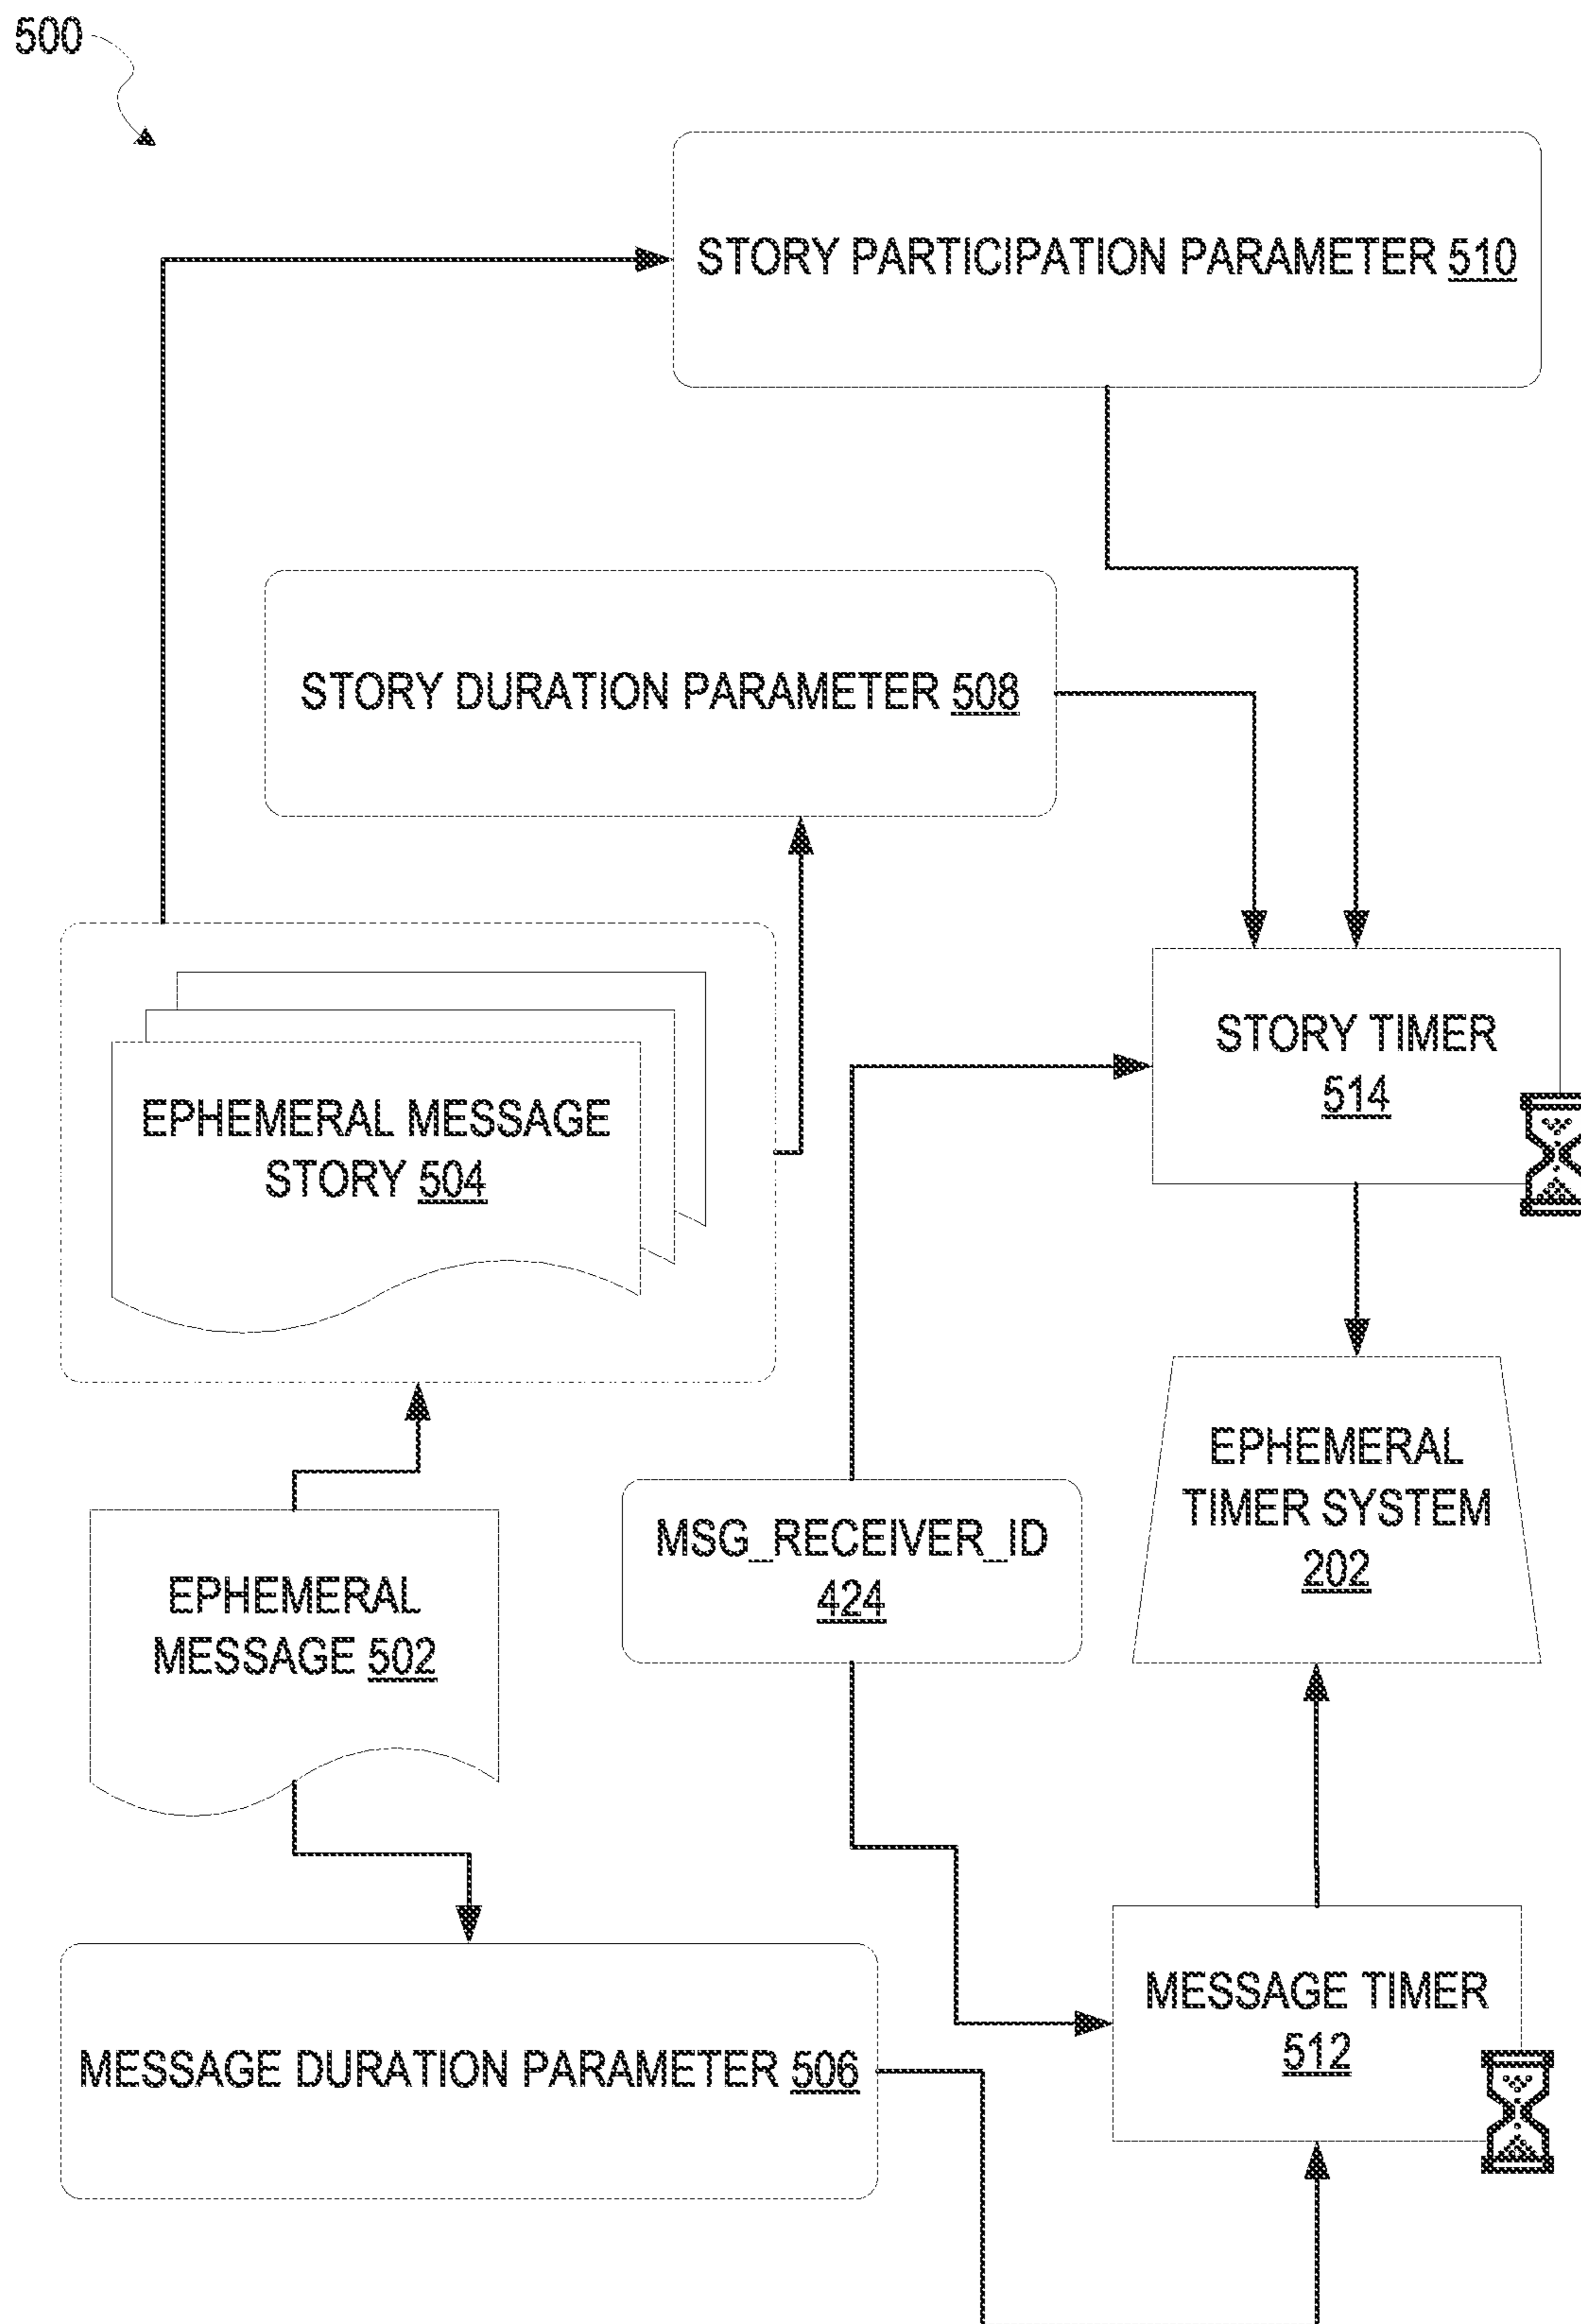 500
STORY PARTICIPATION PARAMETER 510
STORY DURATION PARAMETER 508
EPHEMERAL MESSAGE
STORY 504
STORY TIMER
514
EPHEMERAL
TIMER SYSTEM
202
MSG_RECEIVER_ID
424
EPHEMERAL
MESSAGE 502
MESSAGE TIMER
512
MESSAGE DURATION PARAMETER 506